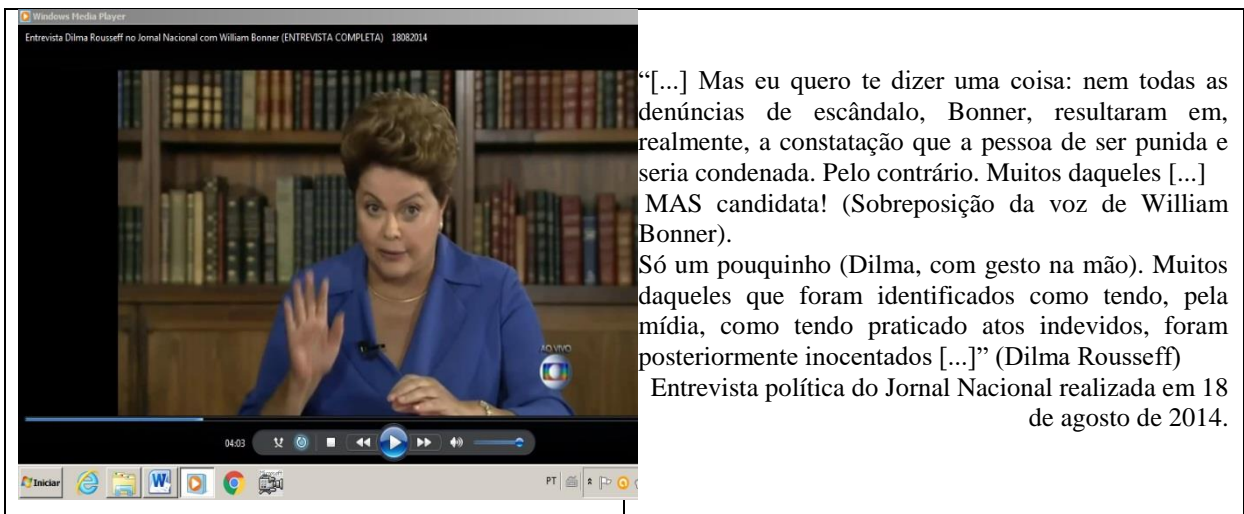 Windows Media Player
Entrevista Dilma Rousseff no Jornal Nacional com William Bonner (ENTREVISTA COMPLETA) 18082014
AO VIVO
04:03
Iniciar
PT
“[...] Mas eu quero te dizer uma coisa: nem todas as
denúncias de escândalo, Bonner, resultaram em,
realmente, a constatação que a pessoa de ser punida e
seria condenada. Pelo contrário. Muitos daqueles [...]
MAS candidata! (Sobreposição da voz de William
Bonner).
Só um pouquinho (Dilma, com gesto na mão). Muitos
daqueles que foram identificados como tendo, pela
mídia, como tendo praticado atos indevidos, foram
posteriormente inocentados [...]” (Dilma Rousseff)
Entrevista política do Jornal Nacional realizada em 18
de agosto de 2014.